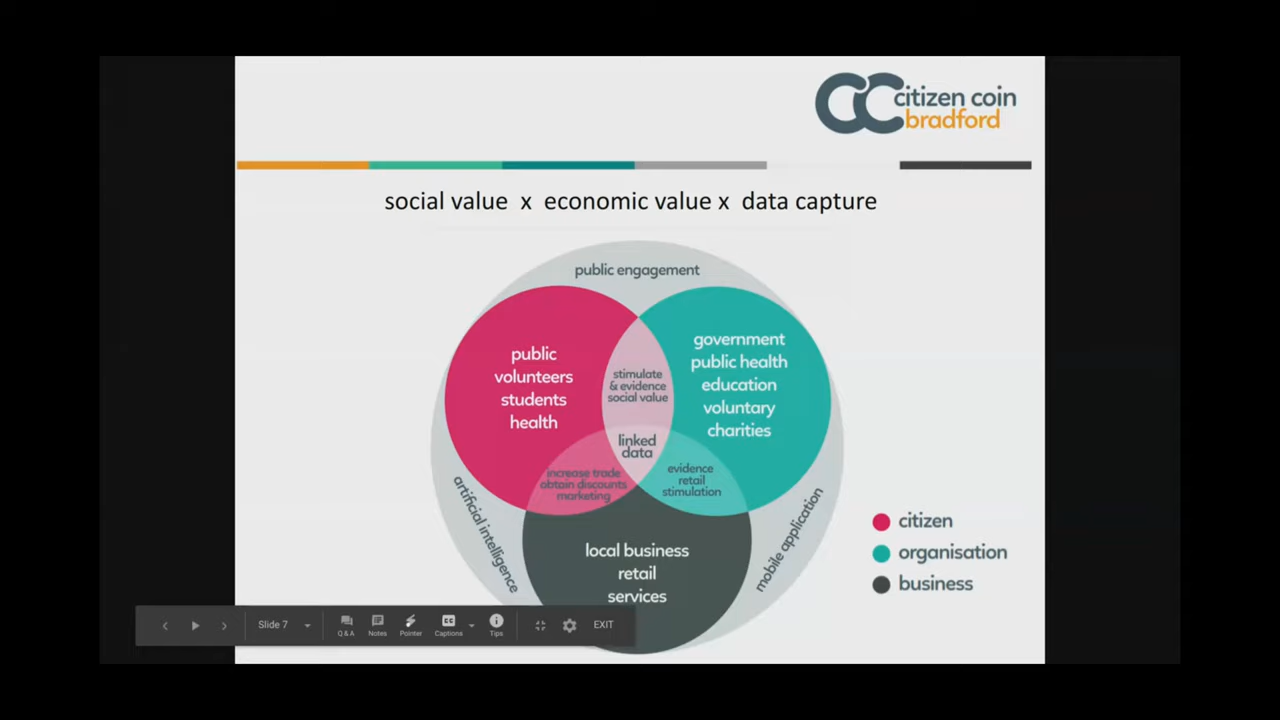 citizen coin
bradford
social value x economic value x data capture
public engagement
public
volunteers
students
health
stimulate
& evidence
social value
government
public health
education
voluntary
charities
linked
data
increase trade
obtain discounts
marketing
evidence
retail
stimulation
artificial intelligence
mobile application
local business
retail
services
citizen
organisation
business
Slide 7
Q & A
Notes
Pointer
CC
Captions
Tips
EXIT